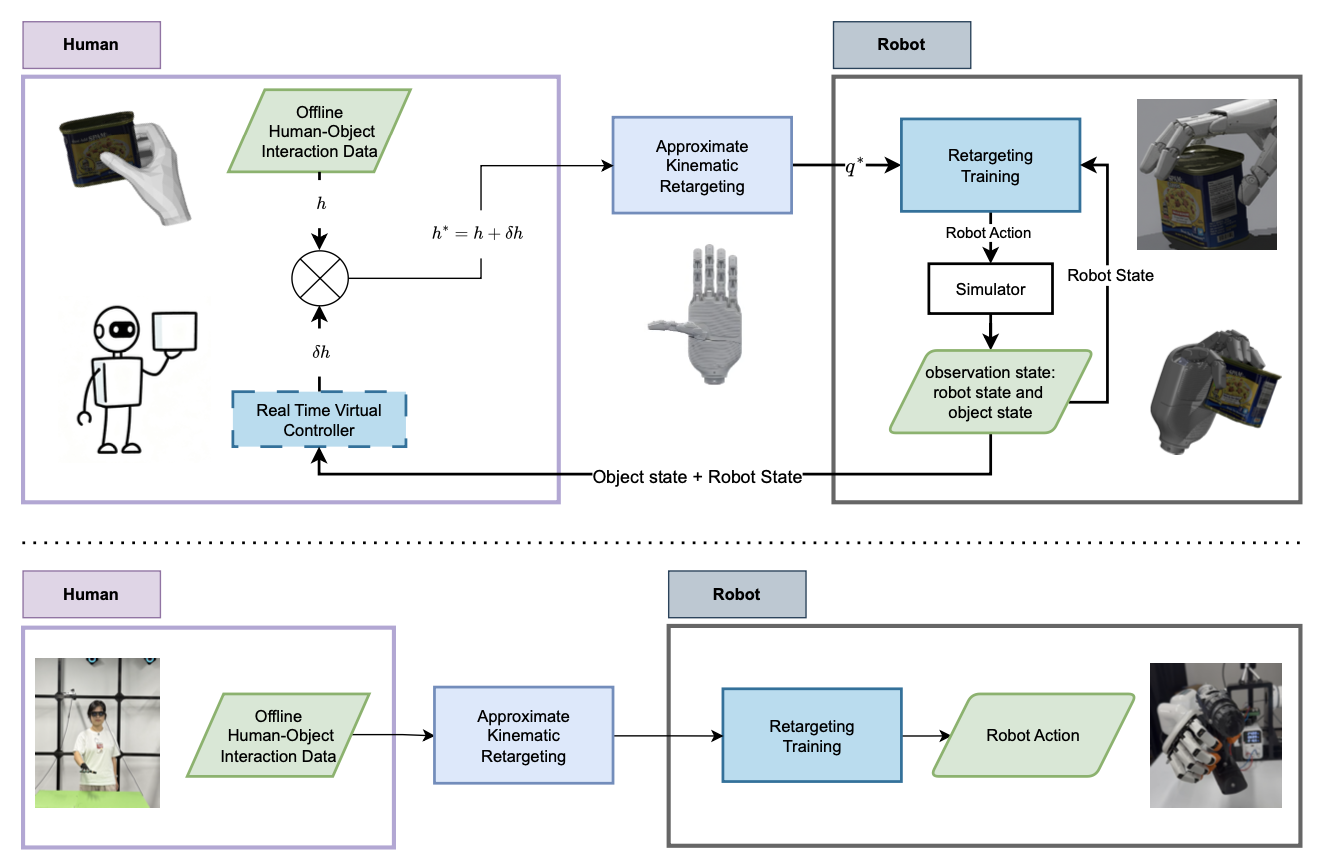 Human
Robot
Offline
Human-Object
Interaction Data
h
h* = h + δh
δh
Real Time Virtual
Controller
Approximate
Kinematic
Retargeting
q*
Retargeting
Training
Robot Action
Simulator
Robot State
observation state:
robot state and
object state
Object state + Robot State
Human
Robot
Offline
Human-Object
Interaction Data
Approximate
Kinematic
Retargeting
Retargeting
Training
Robot Action